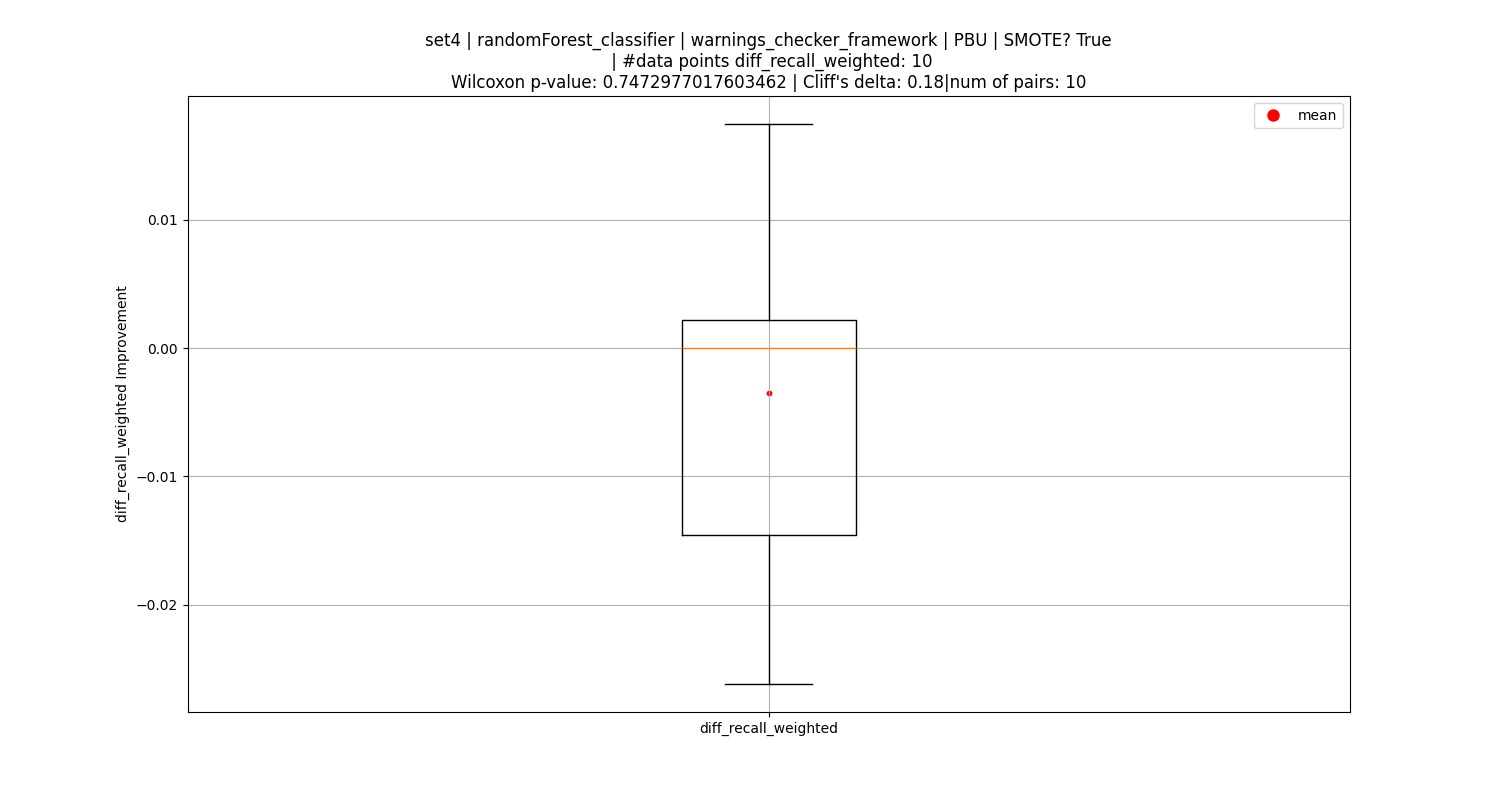 set4 | randomForest_classifier | warnings_checker_framework | PBU | SMOTE? True
| #data points diff_recall_weighted: 10
Wilcoxon p-value: 0.7472977017603462 | Cliff's delta: 0.18|num of pairs: 10
mean
0.01
0.00
−0.01
−0.02
diff_recall_weighted Improvement
diff_recall_weighted